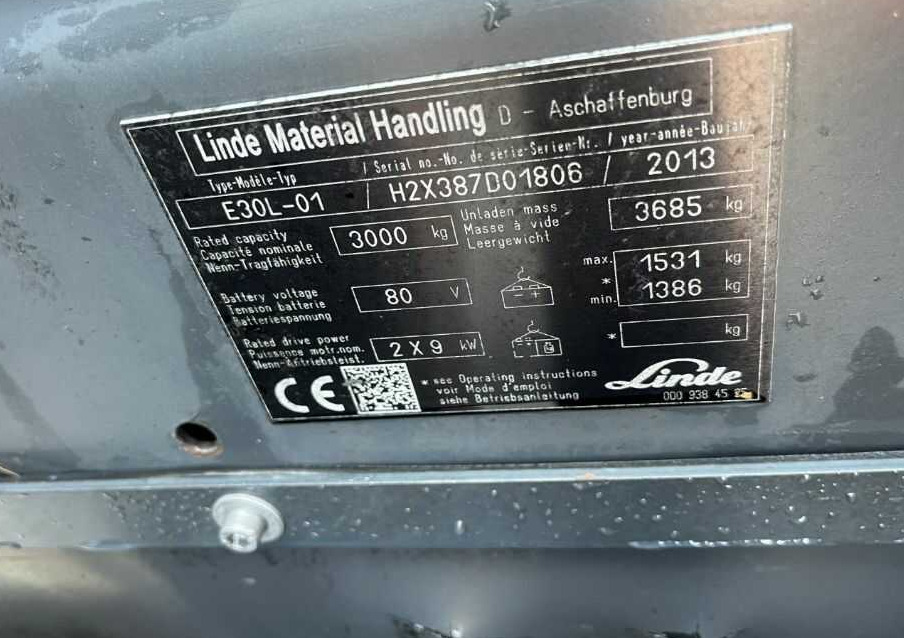 Linde Material Handling D - Aschaffenburg
Type-Modèle-Typ / Serial no.-No. de série-Serien-Nr. / year-année-Baujahr
E30L-01 / H2X387D01806 / 2013
Rated capacity
Capacité nominale
Nenn-Tragfähigkeit
3000 kg
Unladen mass
Masse à vide
Leergewicht
3685 kg
Battery voltage
Tension batterie
Batteriespannung
80 V
- +
max. 1531 kg
*
min. 1386 kg
Rated drive power
Puissance motr.nom.
Nenn-Antriebsleist.
2 X 9 kW
* kg
CE
* see Operating instructions
voir Mode d'emploi
siehe Betriebsanleitung
Linde
000 938 45